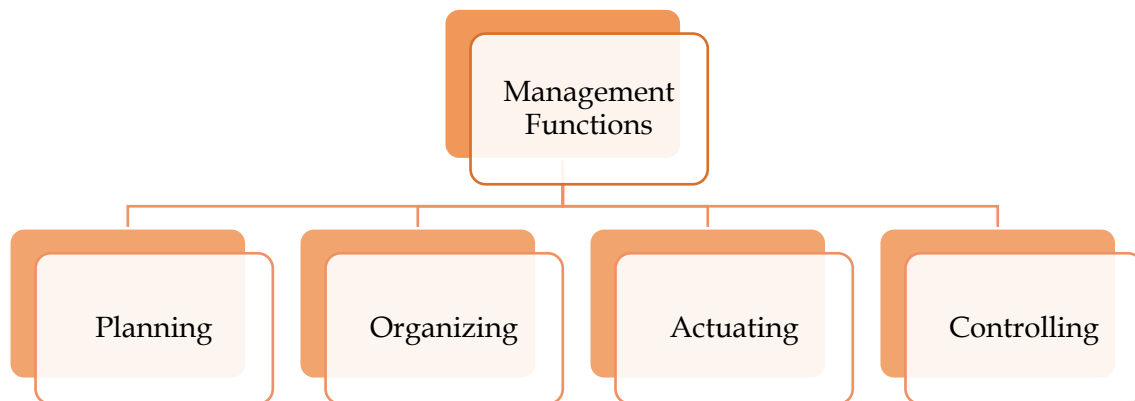 Management
Functions
Planning
Organizing
Actuating
Controlling